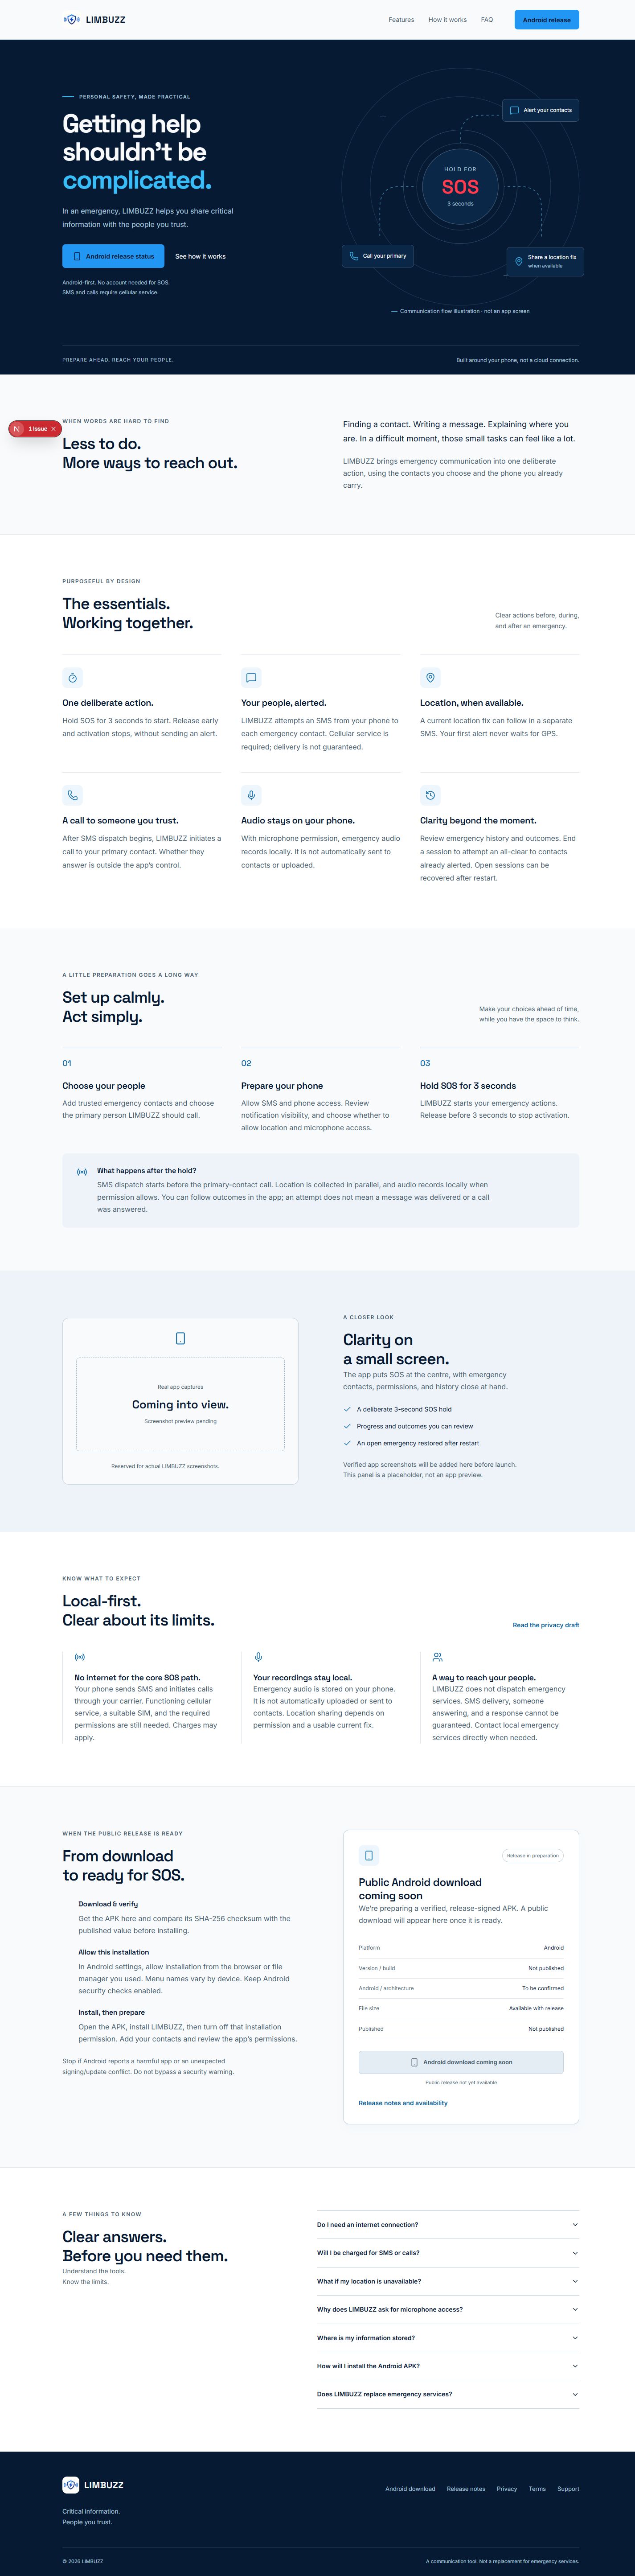 LIMBUZZ
Features
How it works
FAQ
Android release
PERSONAL SAFETY, MADE PRACTICAL
Getting help
shouldn't be
complicated.
In an emergency, LIMBUZZ helps you share critical
information with the people you trust.
Android release status
See how it works
Android-first. No account needed for SOS.
SMS and calls require cellular service.
Alert your contacts
HOLD FOR
SOS
3 seconds
Call your primary
Share a location fix
when available
— Communication flow illustration · not an app screen
PREPARE AHEAD. REACH YOUR PEOPLE.
Built around your phone, not a cloud connection.
N
1 Issue
WHEN WORDS ARE HARD TO FIND
Less to do.
More ways to reach out.
Finding a contact. Writing a message. Explaining where you
are. In a difficult moment, those small tasks can feel like a lot.
LIMBUZZ brings emergency communication into one deliberate
action, using the contacts you choose and the phone you already
carry.
PURPOSEFUL BY DESIGN
The essentials.
Working together.
Clear actions before, during,
and after an emergency.
One deliberate action.
Hold SOS for 3 seconds to start. Release early
and activation stops, without sending an alert.
Your people, alerted.
LIMBUZZ attempts an SMS from your phone to
each emergency contact. Cellular service is
required; delivery is not guaranteed.
Location, when available.
A current location fix can follow in a separate
SMS. Your first alert never waits for GPS.
A call to someone you trust.
After SMS dispatch begins, LIMBUZZ initiates a
call to your primary contact. Whether they
answer is outside the app's control.
Audio stays on your phone.
With microphone permission, emergency audio
records locally. It is not automatically sent to
contacts or uploaded.
Clarity beyond the moment.
Review emergency history and outcomes. End
a session to attempt an all-clear to contacts
already alerted. Open sessions can be
recovered after restart.
A LITTLE PREPARATION GOES A LONG WAY
Set up calmly.
Act simply.
Make your choices ahead of time,
while you have the space to think.
01
Choose your people
Add trusted emergency contacts and choose
the primary person LIMBUZZ should call.
02
Prepare your phone
Allow SMS and phone access. Review
notification visibility, and choose whether to
allow location and microphone access.
03
Hold SOS for 3 seconds
LIMBUZZ starts your emergency actions.
Release before 3 seconds to stop activation.
What happens after the hold?
SMS dispatch starts before the primary-contact call. Location is collected in parallel, and audio records locally when
permission allows. You can follow outcomes in the app; an attempt does not mean a message was delivered or a call
was answered.
Real app captures
Coming into view.
Screenshot preview pending
Reserved for actual LIMBUZZ screenshots.
A CLOSER LOOK
Clarity on
a small screen.
The app puts SOS at the centre, with emergency
contacts, permissions, and history close at hand.
A deliberate 3-second SOS hold
Progress and outcomes you can review
An open emergency restored after restart
Verified app screenshots will be added here before launch.
This panel is a placeholder, not an app preview.
KNOW WHAT TO EXPECT
Local-first.
Clear about its limits.
Read the privacy draft
No internet for the core SOS path.
Your phone sends SMS and initiates calls
through your carrier. Functioning cellular
service, a suitable SIM, and the required
permissions are still needed. Charges may
apply.
Your recordings stay local.
Emergency audio is stored on your phone.
It is not automatically uploaded or sent to
contacts. Location sharing depends on
permission and a usable current fix.
A way to reach your people.
LIMBUZZ does not dispatch emergency
services. SMS delivery, someone
answering, and a response cannot be
guaranteed. Contact local emergency
services directly when needed.
WHEN THE PUBLIC RELEASE IS READY
From download
to ready for SOS.
Download & verify
Get the APK here and compare its SHA-256 checksum with the
published value before installing.
Allow this installation
In Android settings, allow installation from the browser or file
manager you used. Menu names vary by device. Keep Android
security checks enabled.
Install, then prepare
Open the APK, install LIMBUZZ, then turn off that installation
permission. Add your contacts and review the app's permissions.
Stop if Android reports a harmful app or an unexpected
signing/update conflict. Do not bypass a security warning.
Release in preparation
Public Android download
coming soon
We're preparing a verified, release-signed APK. A public
download will appear here once it is ready.
Platform
Android
Version / build
Not published
Android / architecture
To be confirmed
File size
Available with release
Published
Not published
Android download coming soon
Public release not yet available
Release notes and availability
A FEW THINGS TO KNOW
Clear answers.
Before you need them.
Understand the tools.
Know the limits.
Do I need an internet connection?
Will I be charged for SMS or calls?
What if my location is unavailable?
Why does LIMBUZZ ask for microphone access?
Where is my information stored?
How will I install the Android APK?
Does LIMBUZZ replace emergency services?
LIMBUZZ
Critical information.
People you trust.
Android download
Release notes
Privacy
Terms
Support
© 2026 LIMBUZZ
A communication tool. Not a replacement for emergency services.